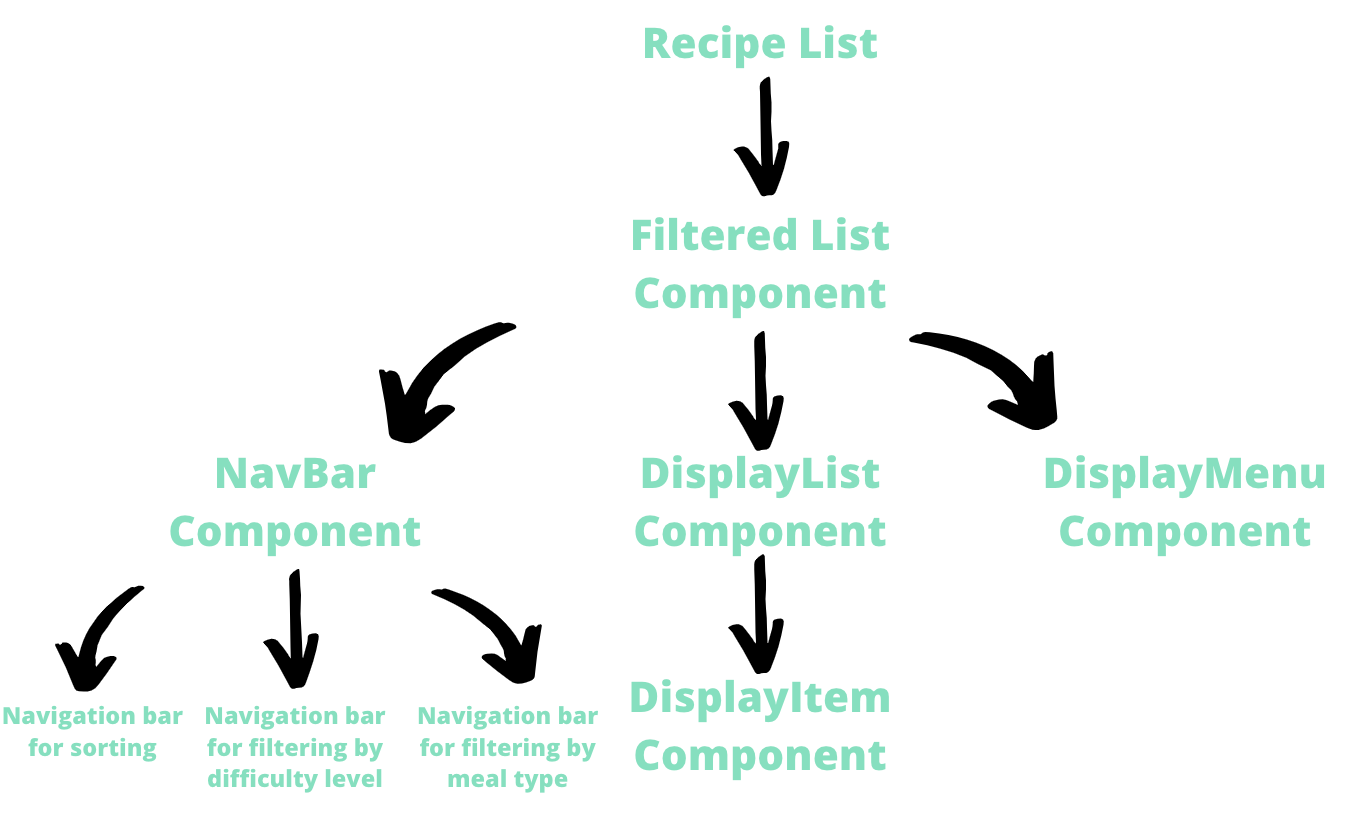 Recipe List
Filtered List
Component
NavBar
Component
DisplayList
Component
DisplayMenu
Component
Navigation bar
for sorting
Navigation bar
for filtering by
difficulty level
Navigation bar
for filtering by
meal type
DisplayItem
Component